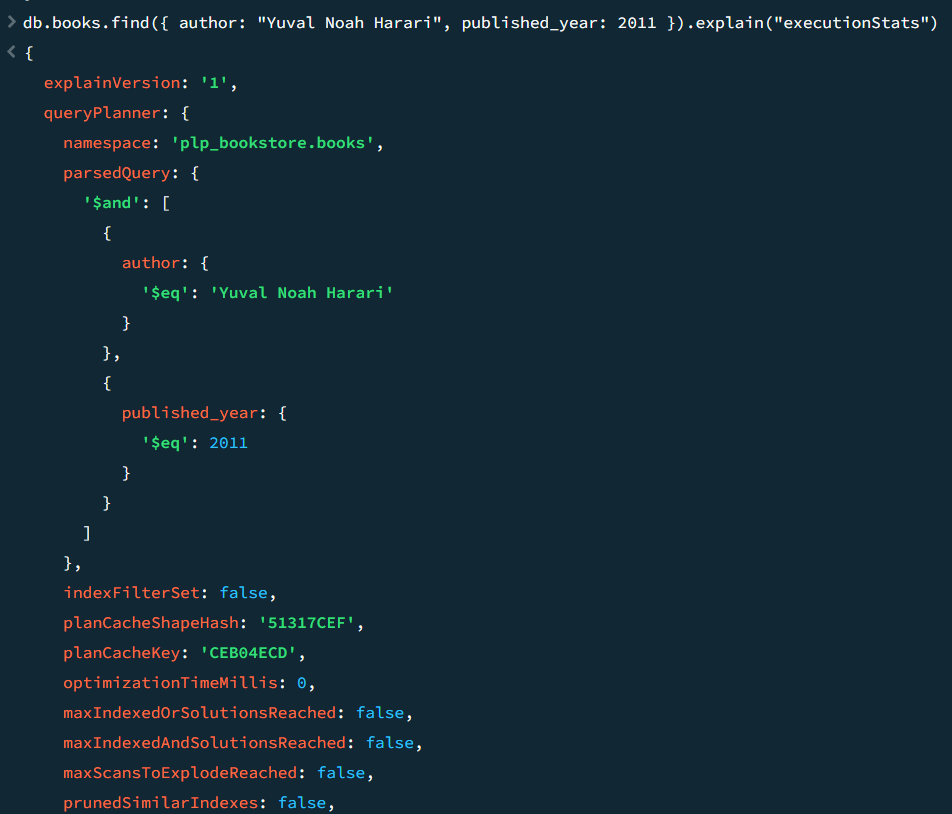 > db.books.find({ author: "Yuval Noah Harari", published_year: 2011 }).explain("executionStats")
< {
explainVersion: '1',
queryPlanner: {
namespace: 'plp_bookstore.books',
parsedQuery: {
'$and': [
{
author: {
'$eq': 'Yuval Noah Harari'
}
},
{
published_year: {
'$eq': 2011
}
}
]
},
indexFilterSet: false,
planCacheShapeHash: '51317CEF',
planCacheKey: 'CEB04ECD',
optimizationTimeMillis: 0,
maxIndexedOrSolutionsReached: false,
maxIndexedAndSolutionsReached: false,
maxScansToExplodeReached: false,
prunedSimilarIndexes: false,